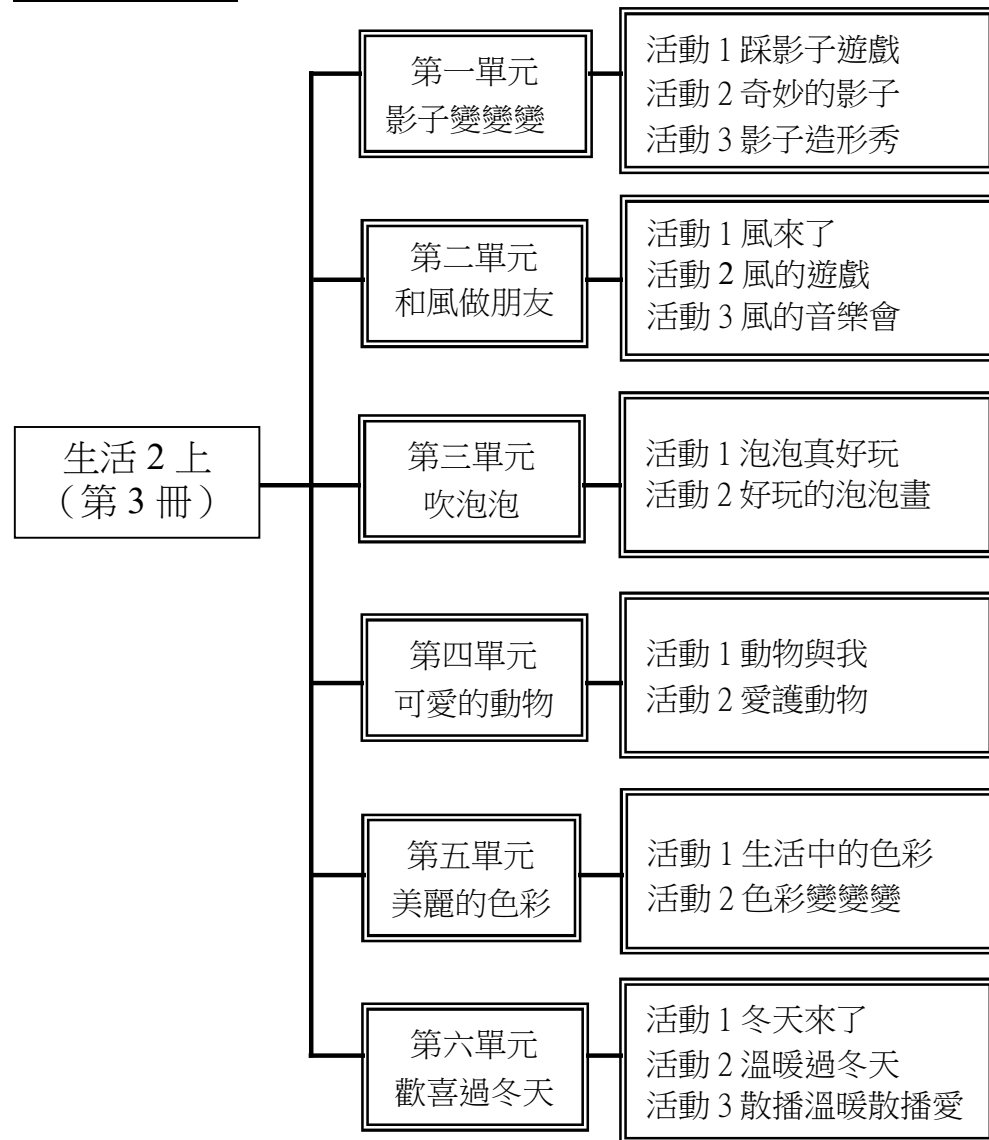 生活 2 上
（第 3 冊）
第一單元
影子變變變
活動 1 踩影子遊戲
活動 2 奇妙的影子
活動 3 影子造形秀
第二單元
和風做朋友
活動 1 風來了
活動 2 風的遊戲
活動 3 風的音樂會
第三單元
吹泡泡
活動 1 泡泡真好玩
活動 2 好玩的泡泡畫
第四單元
可愛的動物
活動 1 動物與我
活動 2 愛護動物
第五單元
美麗的色彩
活動 1 生活中的色彩
活動 2 色彩變變變
第六單元
歡喜過冬天
活動 1 冬天來了
活動 2 溫暖過冬天
活動 3 散播溫暖散播愛